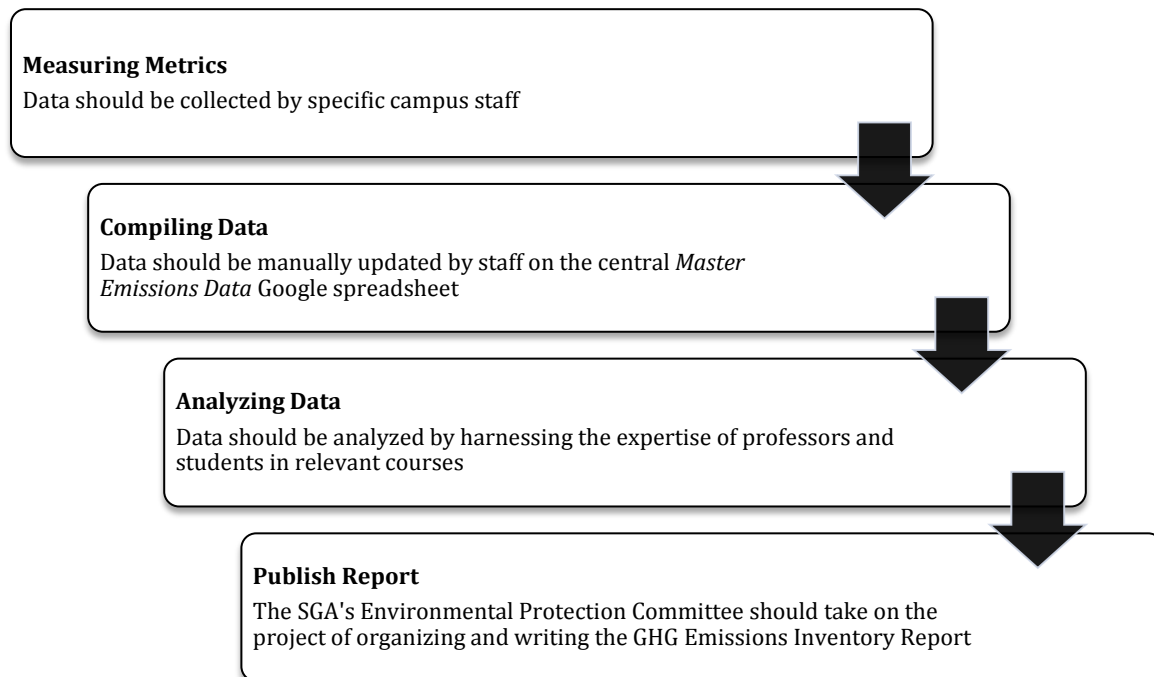 Measuring Metrics
Data should be collected by specific campus staff
Compiling Data
Data should be manually updated by staff on the central Master
Emissions Data Google spreadsheet
Analyzing Data
Data should be analyzed by harnessing the expertise of professors and
students in relevant courses
Publish Report
The SGA's Environmental Protection Committee should take on the
project of organizing and writing the GHG Emissions Inventory Report